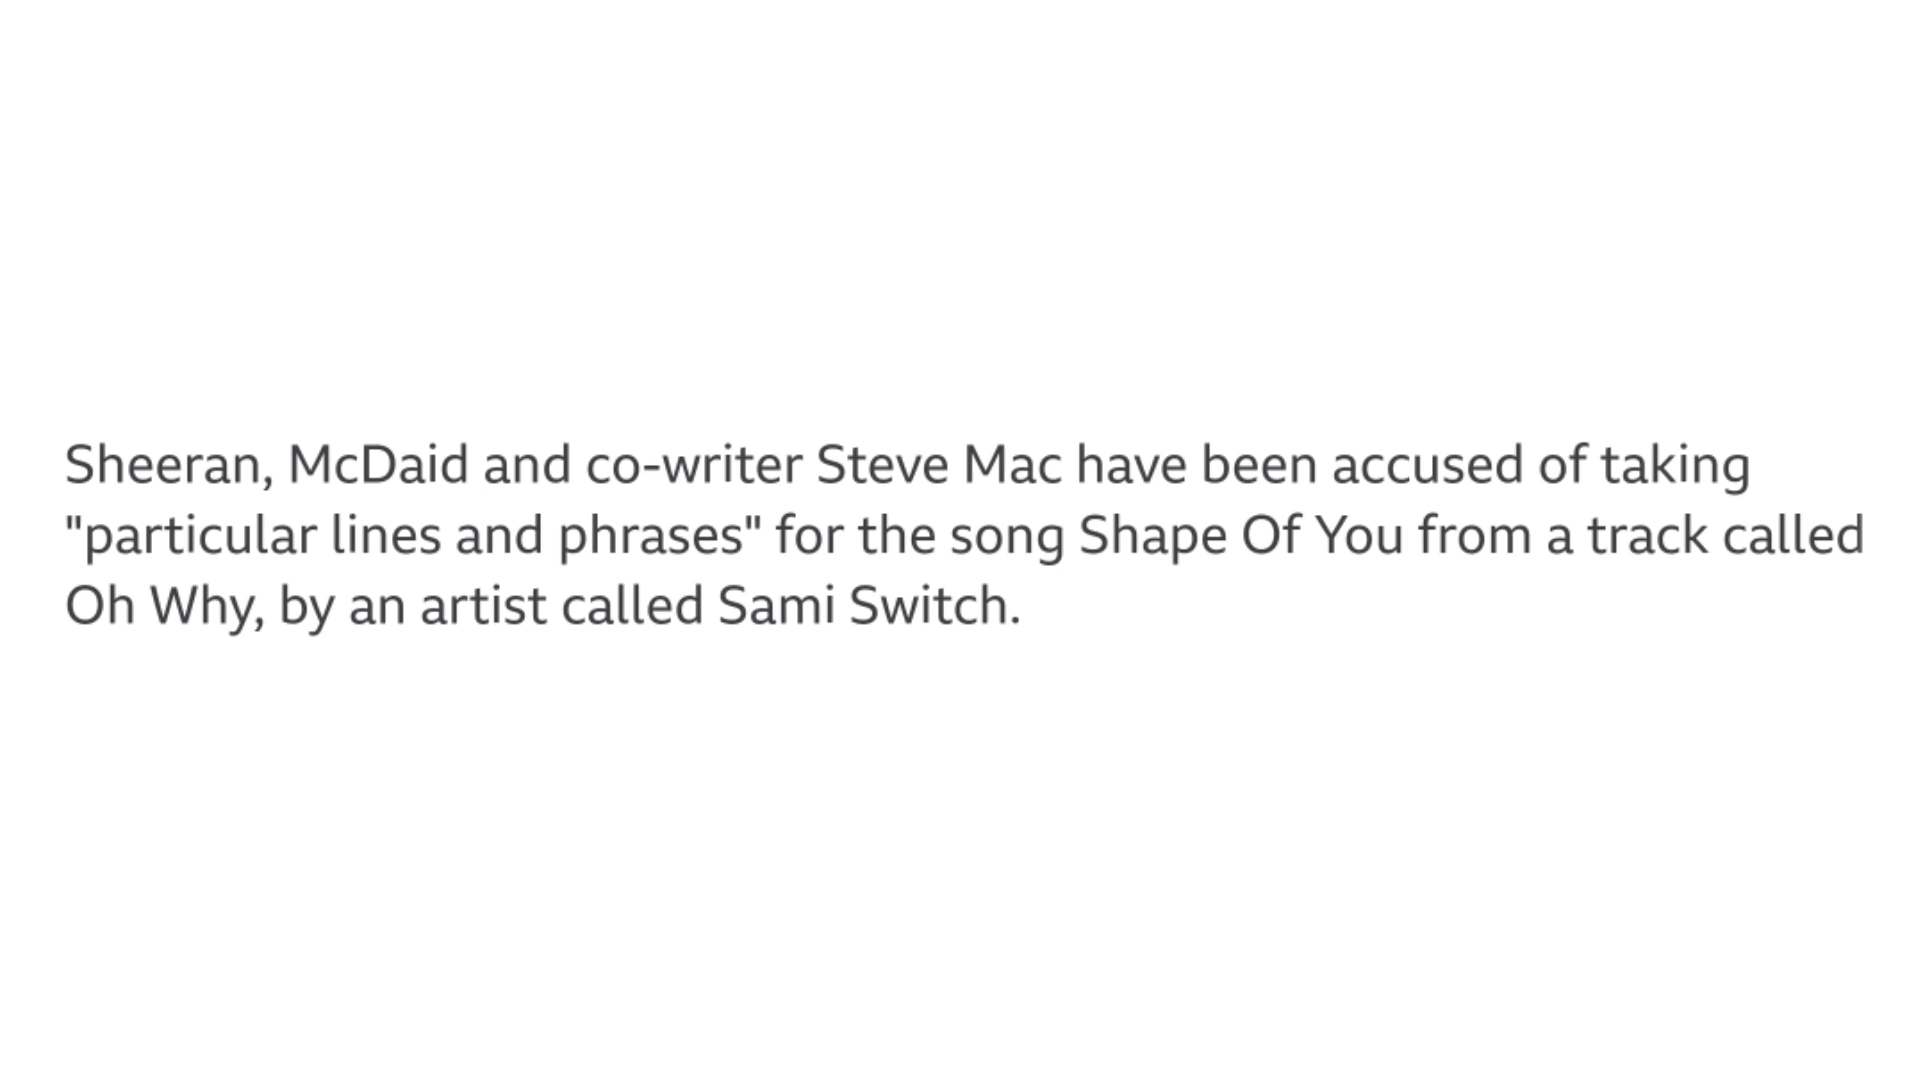 Sheeran, McDaid and co-writer Steve Mac have been accused of taking
"particular lines and phrases" for the song Shape Of You from a track called
Oh Why, by an artist called Sami Switch.